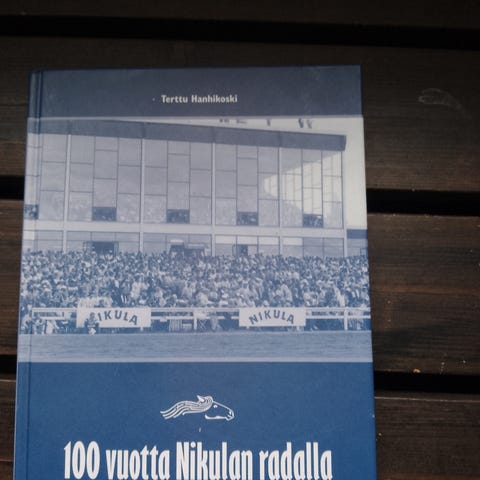 Terttu Hanhikoski
NIKULA
NIKULA
100 vuotta Nikulan radalla